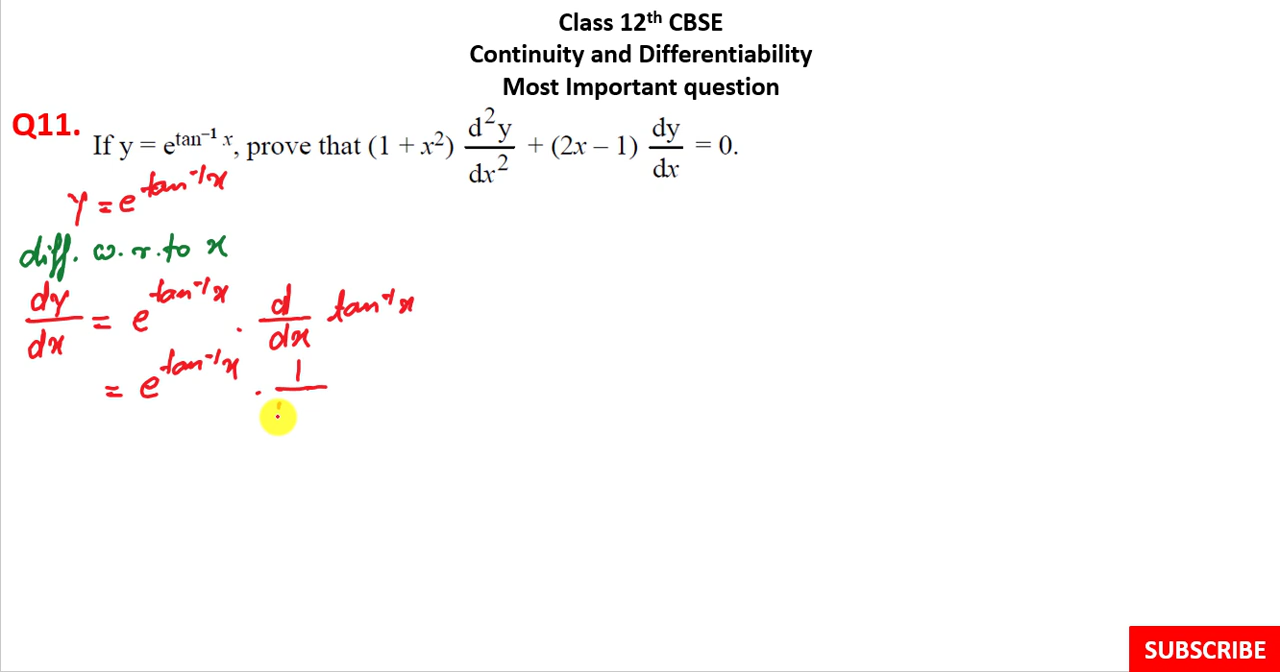 Class 12ᵗʰ CBSE
Continuity and Differentiability
Most Important question
Q11. If y = e^(tan⁻¹ x), prove that (1 + x²) d²y/dx² + (2x – 1) dy/dx = 0.
y = e^(tan⁻¹x)
diff. w.r.to x
dy/dx = e^(tan⁻¹x) . d/dx tan⁻¹x
= e^(tan⁻¹x) . 1/
SUBSCRIBE